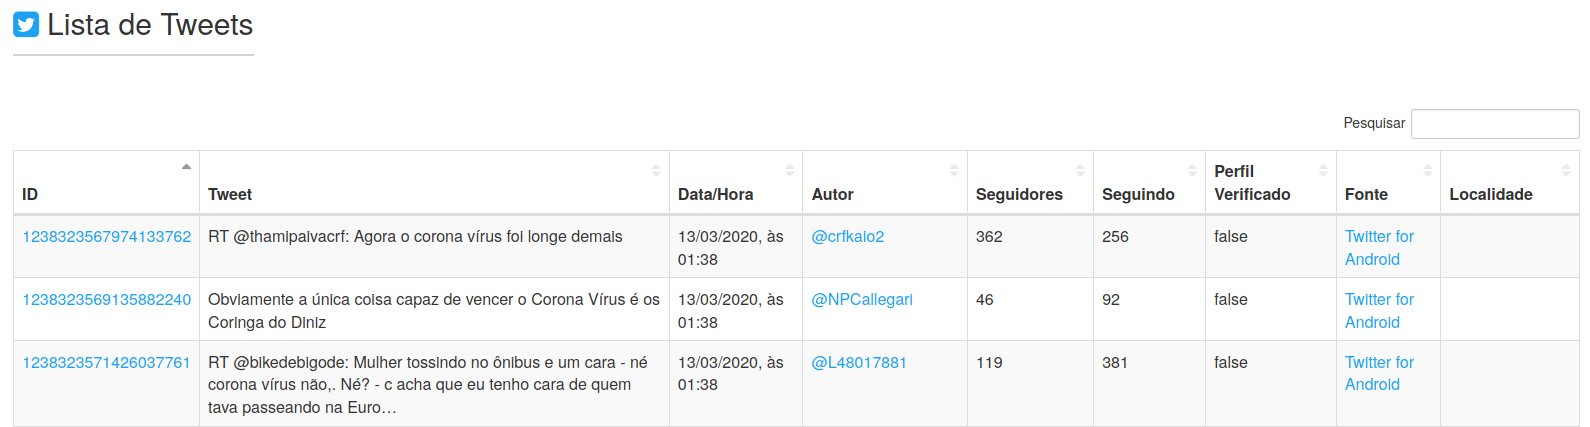 Lista de Tweets
Pesquisar
ID Tweet Data/Hora Autor Seguidores Seguindo Perfil Verificado Fonte Localidade
1238323567974133762 RT @thamipaivacrf: Agora o corona vírus foi longe demais 13/03/2020, às 01:38 @crfkaio2 362 256 false Twitter for Android
1238323569135882240 Obviamente a única coisa capaz de vencer o Corona Vírus é os Coringa do Diniz 13/03/2020, às 01:38 @NPCallegari 46 92 false Twitter for Android
1238323571426037761 RT @bikedebigode: Mulher tossindo no ônibus e um cara - né corona vírus não,. Né? - c acha que eu tenho cara de quem tava passeando na Euro… 13/03/2020, às 01:38 @L48017881 119 381 false Twitter for Android